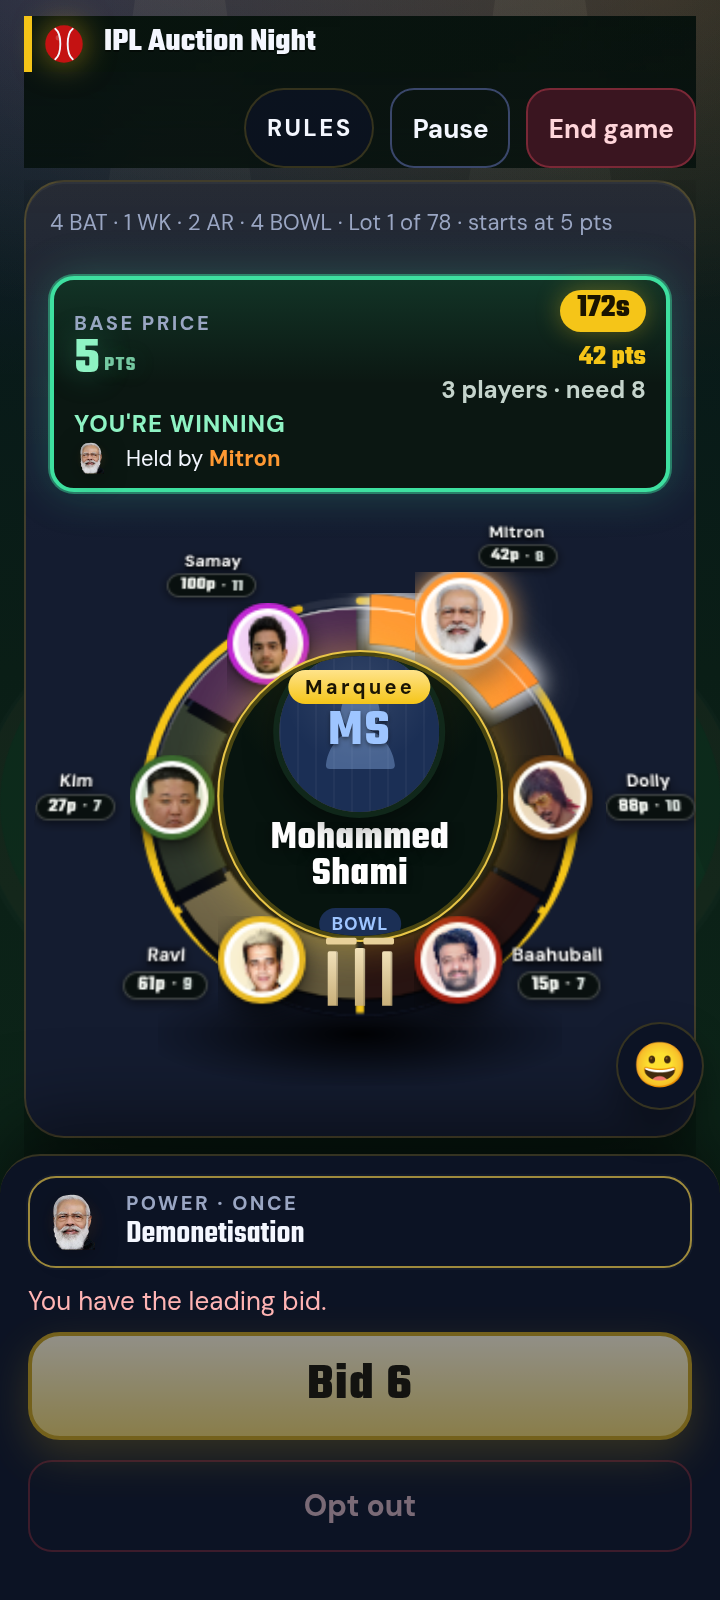 IPL Auction Night
RULES
Pause
End game
4 BAT · 1 WK · 2 AR · 4 BOWL · Lot 1 of 78 · starts at 5 pts
172s
BASE PRICE
5 PTS
42 pts
3 players · need 8
YOU'RE WINNING
Held by Mitron
Mitron
42p · 8
Samay
100p · 11
Marquee
MS
Kim
27p · 7
Dolly
88p · 10
Mohammed
Shami
BOWL
Ravi
61p · 9
Baahubali
15p · 7
POWER · ONCE
Demonetisation
You have the leading bid.
Bid 6
Opt out